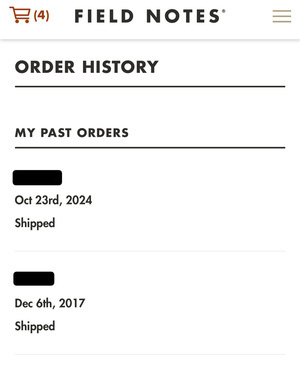 (4) FIELD NOTES®
ORDER HISTORY
MY PAST ORDERS
Oct 23rd, 2024
Shipped
Dec 6th, 2017
Shipped